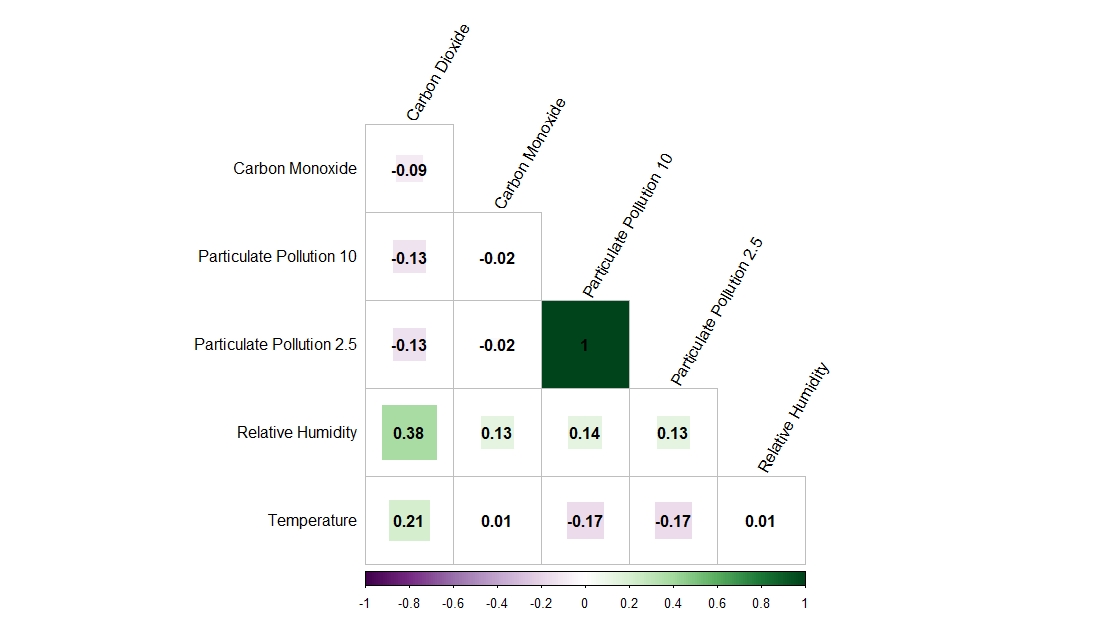 Carbon Dioxide
Carbon Monoxide
Particulate Pollution 10
Particulate Pollution 2.5
Relative Humidity
Carbon Monoxide -0.09
Particulate Pollution 10 -0.13 -0.02
Particulate Pollution 2.5 -0.13 -0.02 1
Relative Humidity 0.38 0.13 0.14 0.13
Temperature 0.21 0.01 -0.17 -0.17 0.01
-1 -0.8 -0.6 -0.4 -0.2 0 0.2 0.4 0.6 0.8 1